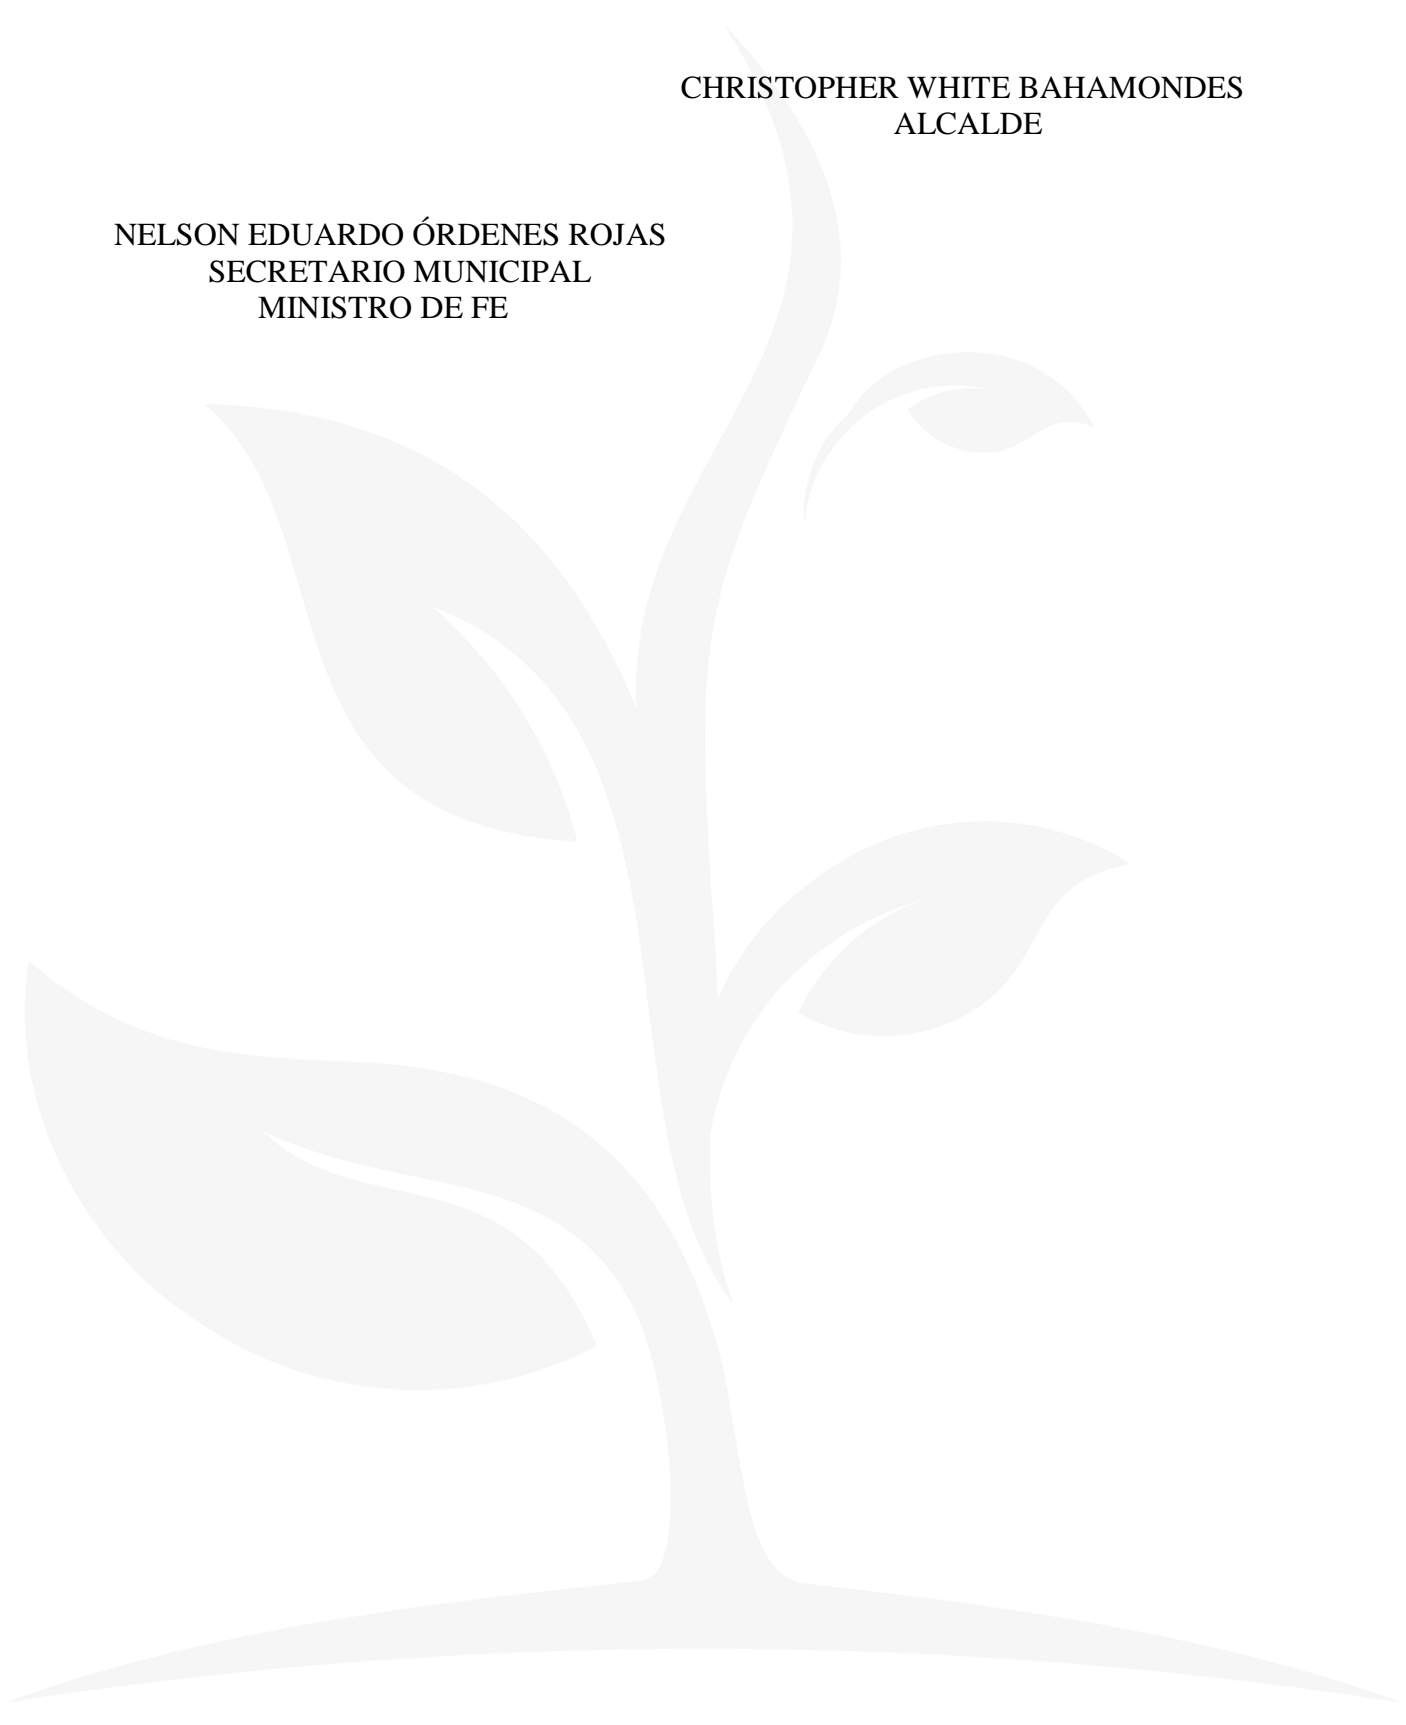 CHRISTOPHER WHITE BAHAMONDES
ALCALDE
NELSON EDUARDO ÓRDENES ROJAS
SECRETARIO MUNICIPAL
MINISTRO DE FE